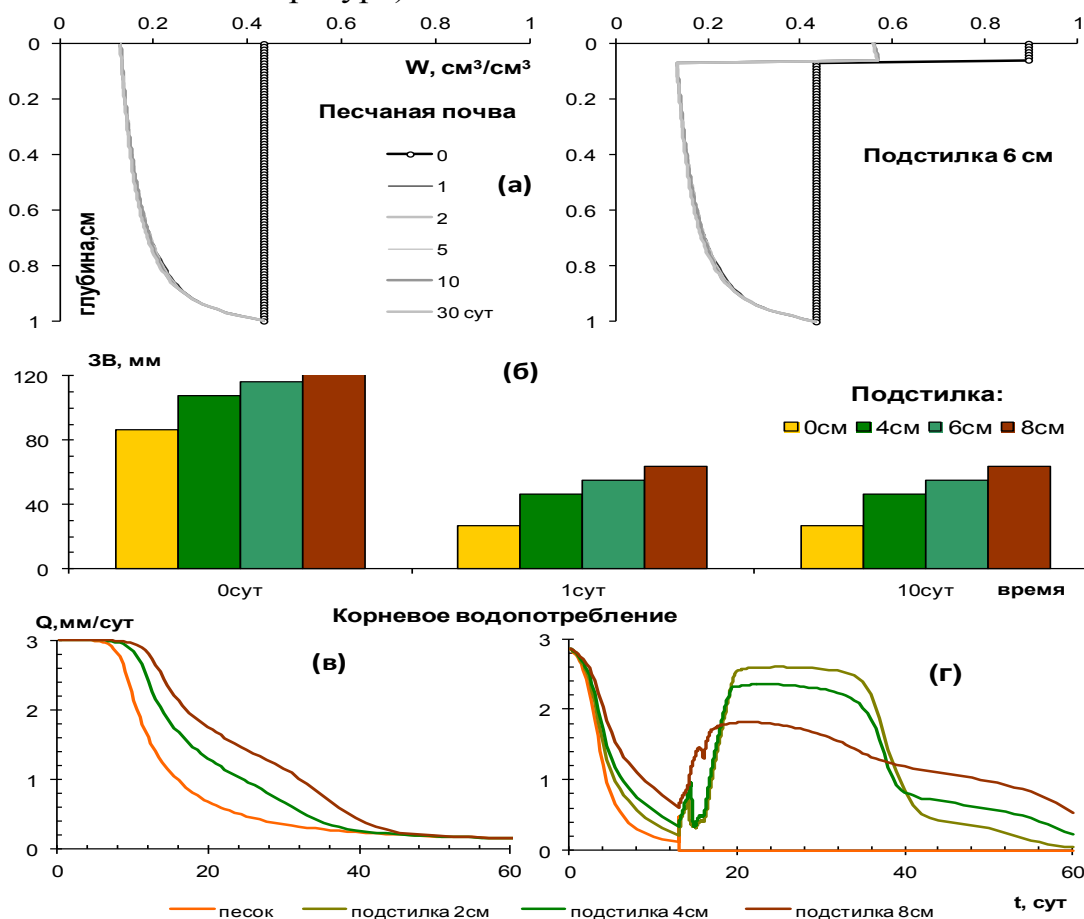 0 0.2 0.4 0.6 0.8 1
0 0.2 0.4 0.6 0.8 1
0
0.2
0.4
0.6
0.8
1
глубина,см
W, см³/см³
Песчаная почва
0
1
2
5
10
30 сут
(а)
0
0.2
0.4
0.6
0.8
1
Подстилка 6 см
ЗВ, мм
(б)
120
80
40
0
Подстилка:
0см 4см 6см 8см
0сут 1сут 10сут время
Корневое водопотребление
Q,мм/сут
(в)
3
2
1
0
0 20 40 60
(г)
3
2
1
0
0 20 40 60
t, сут
песок подстилка 2см подстилка 4см подстилка 8см